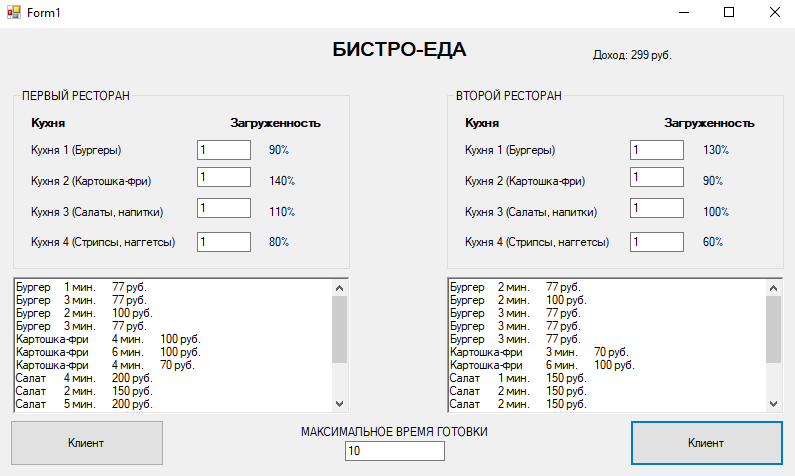 Form1
БИСТРО-ЕДА
Доход: 299 руб.
ПЕРВЫЙ РЕСТОРАН
Кухня Загруженность
Кухня 1 (Бургеры) 1 90%
Кухня 2 (Картошка-фри) 1 140%
Кухня 3 (Салаты, напитки) 1 110%
Кухня 4 (Стрипсы, наггетсы) 1 80%
ВТОРОЙ РЕСТОРАН
Кухня Загруженность
Кухня 1 (Бургеры) 1 130%
Кухня 2 (Картошка-фри) 1 90%
Кухня 3 (Салаты, напитки) 1 100%
Кухня 4 (Стрипсы, наггетсы) 1 60%
Бургер 1 мин. 77 руб.
Бургер 3 мин. 77 руб.
Бургер 2 мин. 100 руб.
Бургер 3 мин. 77 руб.
Картошка-фри 4 мин. 100 руб.
Картошка-фри 6 мин. 100 руб.
Картошка-фри 4 мин. 70 руб.
Салат 4 мин. 200 руб.
Салат 2 мин. 150 руб.
Салат 5 мин. 200 руб.
Бургер 2 мин. 77 руб.
Бургер 2 мин. 100 руб.
Бургер 3 мин. 77 руб.
Бургер 3 мин. 77 руб.
Бургер 3 мин. 77 руб.
Картошка-фри 3 мин. 70 руб.
Картошка-фри 6 мин. 100 руб.
Салат 1 мин. 150 руб.
Салат 2 мин. 150 руб.
Салат 2 мин. 150 руб.
Клиент
МАКСИМАЛЬНОЕ ВРЕМЯ ГОТОВКИ
10
Клиент